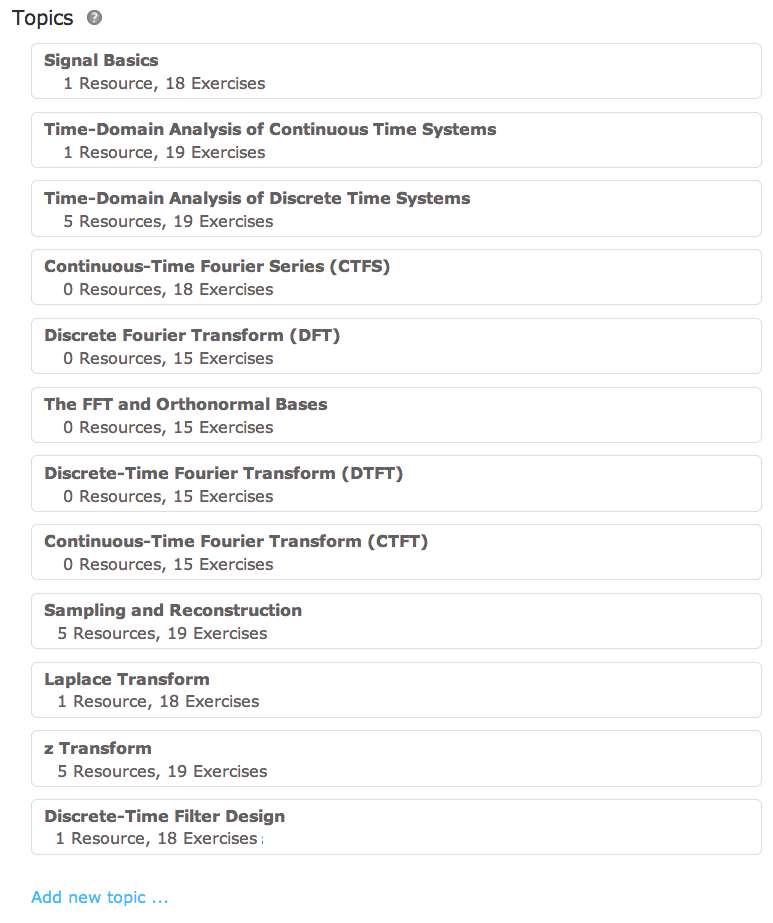 Topics ?
Signal Basics
1 Resource, 18 Exercises
Time-Domain Analysis of Continuous Time Systems
1 Resource, 19 Exercises
Time-Domain Analysis of Discrete Time Systems
5 Resources, 19 Exercises
Continuous-Time Fourier Series (CTFS)
0 Resources, 18 Exercises
Discrete Fourier Transform (DFT)
0 Resources, 15 Exercises
The FFT and Orthonormal Bases
0 Resources, 15 Exercises
Discrete-Time Fourier Transform (DTFT)
0 Resources, 15 Exercises
Continuous-Time Fourier Transform (CTFT)
0 Resources, 15 Exercises
Sampling and Reconstruction
5 Resources, 19 Exercises
Laplace Transform
1 Resource, 18 Exercises
z Transform
5 Resources, 19 Exercises
Discrete-Time Filter Design
1 Resource, 18 Exercises
Add new topic ...